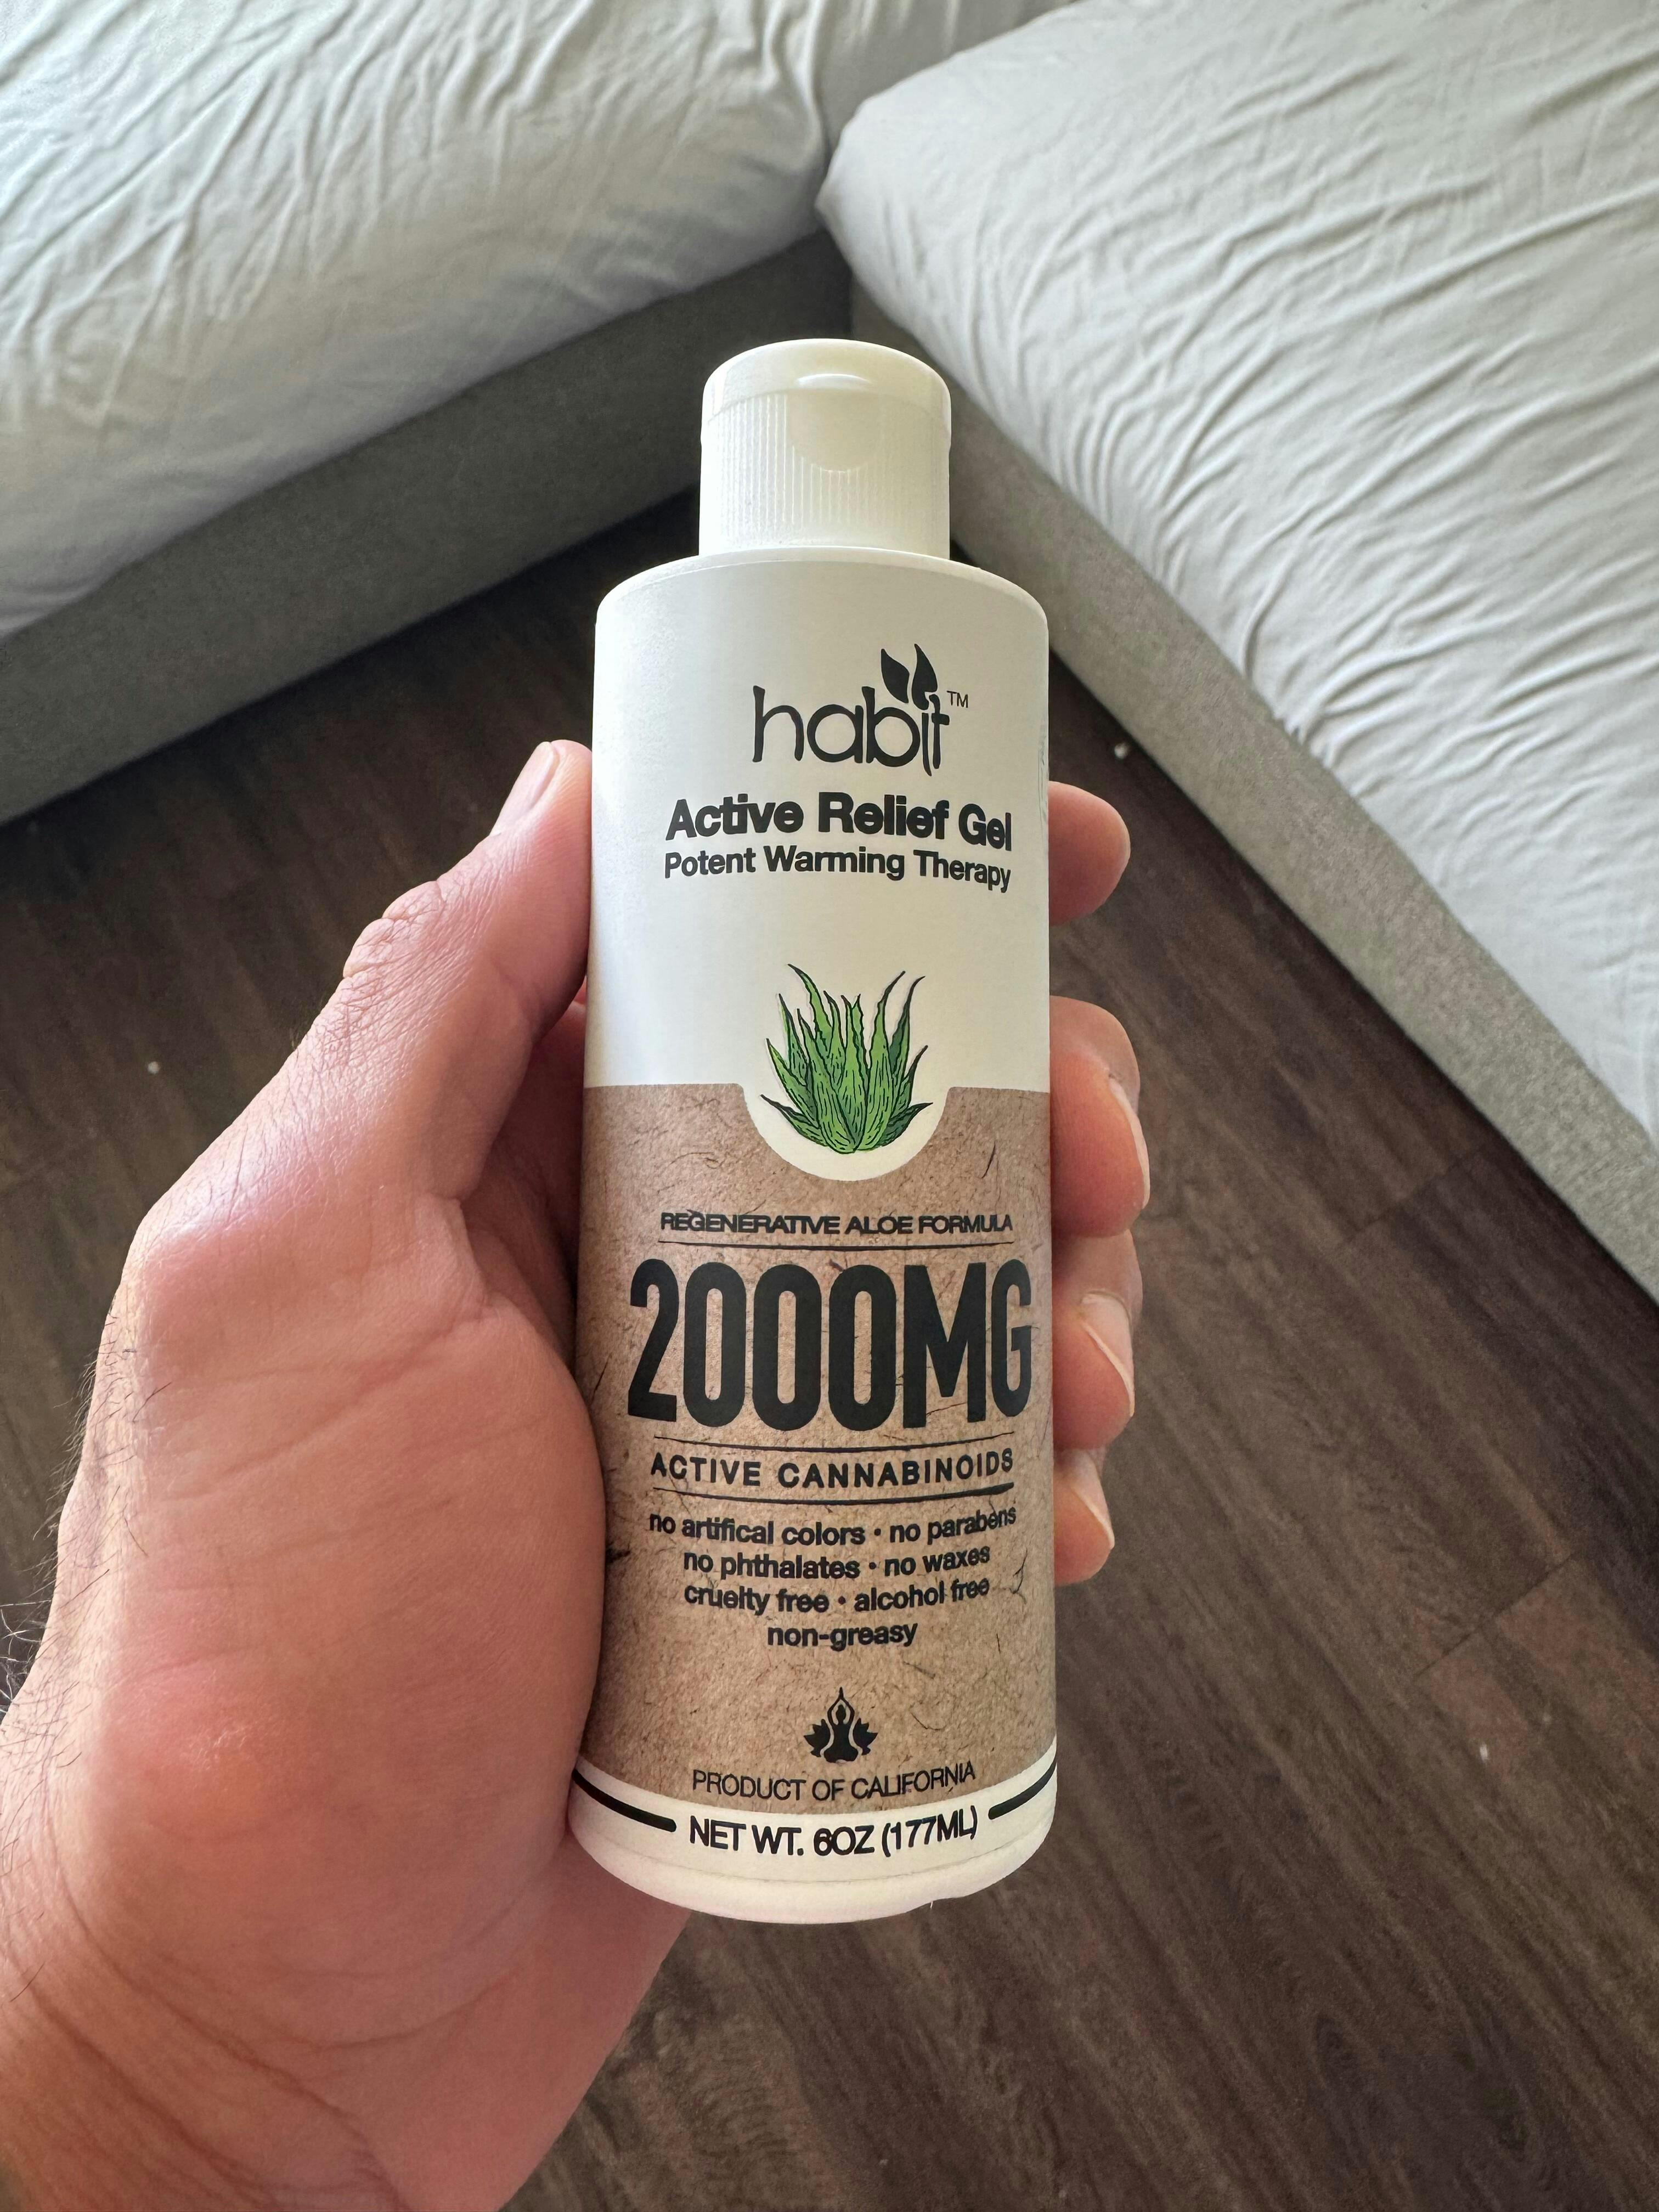 habit™
Active Relief Gel
Potent Warming Therapy
REGENERATIVE ALOE FORMULA
2000MG
ACTIVE CANNABINOIDS
no artifical colors • no parabens
no phthalates • no waxes
cruelty free • alcohol free
non-greasy
PRODUCT OF CALIFORNIA
NET WT. 6OZ (177ML)